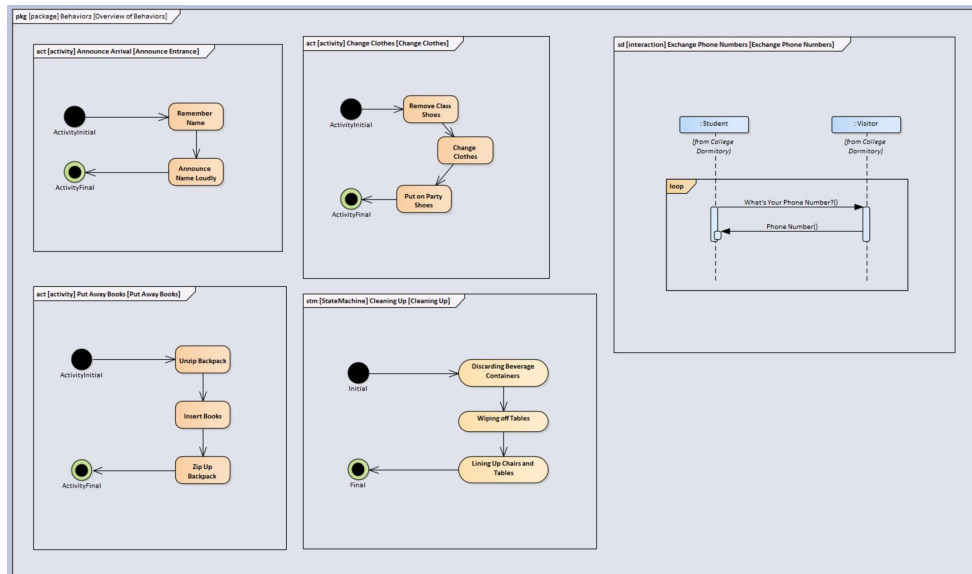 pkg [package] Behaviors [Overview of Behaviors]
act [activity] Announce Arrival [Announce Entrance]
ActivityInitial
Remember
Name
Announce
Name Loudly
ActivityFinal
act [activity] Change Clothes [Change Clothes]
ActivityInitial
Remove Class
Shoes
Change
Clothes
Put on Party
Shoes
ActivityFinal
sd [interaction] Exchange Phone Numbers [Exchange Phone Numbers]
: Student
(from College
Dormitory)
: Visitor
(from College
Dormitory)
loop
What's Your Phone Number?()
Phone Number()
act [activity] Put Away Books [Put Away Books]
ActivityInitial
Unzip Backpack
Insert Books
Zip Up
Backpack
ActivityFinal
stm [StateMachine] Cleaning Up [Cleaning Up]
Initial
Discarding Beverage
Containers
Wiping off Tables
Lining Up Chairs and
Tables
Final